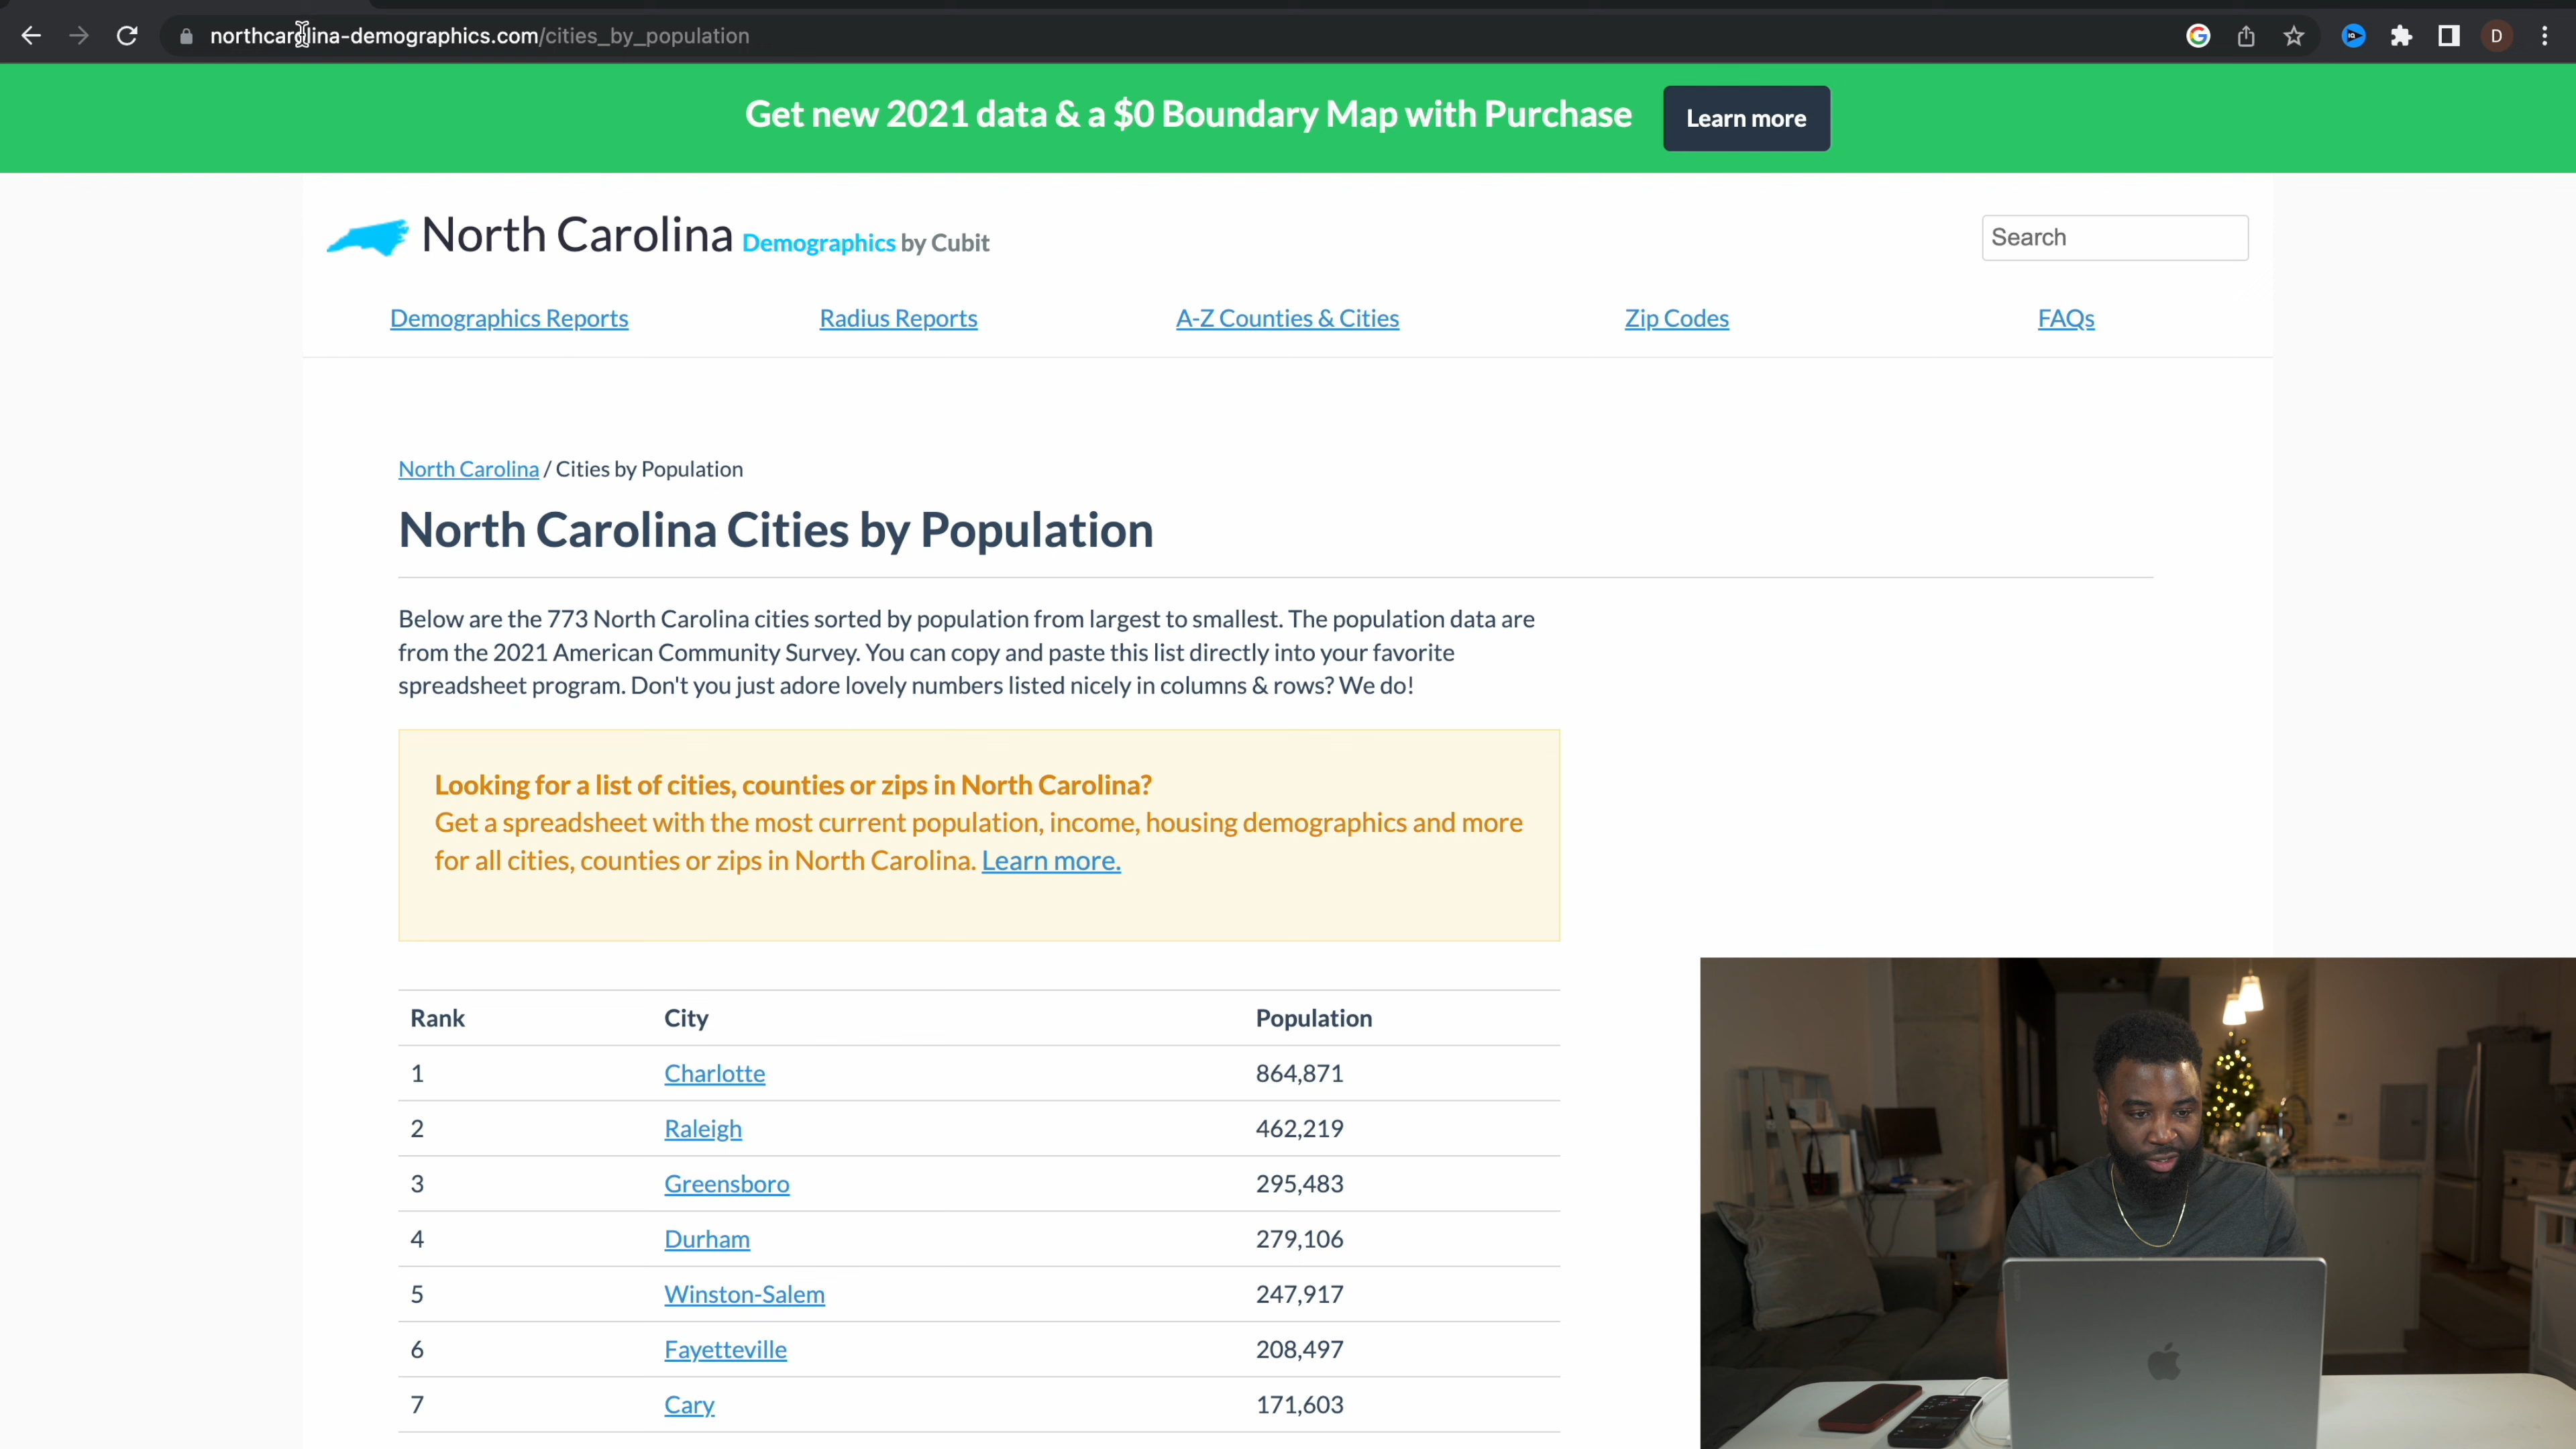 northcarolina-demographics.com/cities_by_population
D
Get new 2021 data & a $0 Boundary Map with Purchase
Learn more
North Carolina Demographics by Cubit
Search
Demographics Reports
Radius Reports
A-Z Counties & Cities
Zip Codes
FAQs
North Carolina / Cities by Population
North Carolina Cities by Population
Below are the 773 North Carolina cities sorted by population from largest to smallest. The population data are
from the 2021 American Community Survey. You can copy and paste this list directly into your favorite
spreadsheet program. Don't you just adore lovely numbers listed nicely in columns & rows? We do!
Looking for a list of cities, counties or zips in North Carolina?
Get a spreadsheet with the most current population, income, housing demographics and more
for all cities, counties or zips in North Carolina. Learn more.
Rank City Population
1 Charlotte 864,871
2 Raleigh 462,219
3 Greensboro 295,483
4 Durham 279,106
5 Winston-Salem 247,917
6 Fayetteville 208,497
7 Cary 171,603